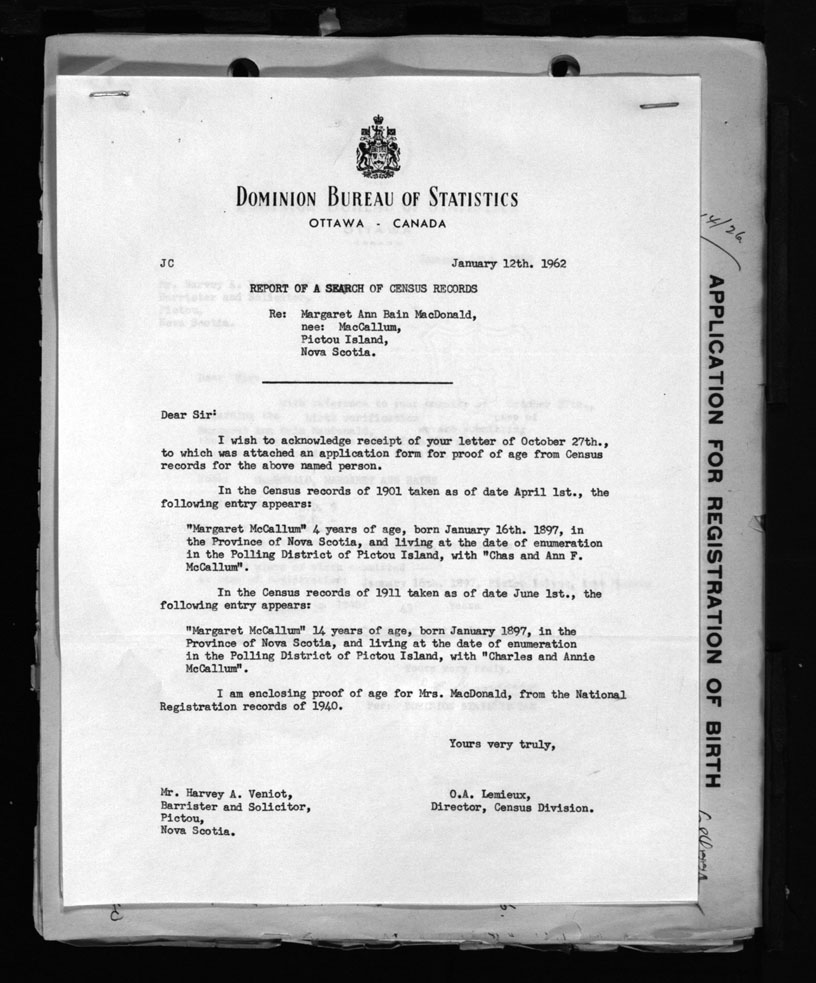 DOMINION BUREAU OF STATISTICS
OTTAWA - CANADA
JC
January 12th. 1962
REPORT OF A SEARCH OF CENSUS RECORDS
Re: Margaret Ann Bain MacDonald,
nee: MacCallum,
Pictou Island,
Nova Scotia.
Dear Sir:
I wish to acknowledge receipt of your letter of October 27th.,
to which was attached an application form for proof of age from Census
records for the above named person.
In the Census records of 1901 taken as of date April 1st., the
following entry appears:
"Margaret McCallum" 4 years of age, born January 16th. 1897, in
the Province of Nova Scotia, and living at the date of enumeration
in the Polling District of Pictou Island, with "Chas and Ann F.
McCallum".
In the Census records of 1911 taken as of date June 1st., the
following entry appears:
"Margaret McCallum" 14 years of age, born January 1897, in the
Province of Nova Scotia, and living at the date of enumeration
in the Polling District of Pictou Island, with "Charles and Annie
McCallum".
I am enclosing proof of age for Mrs. MacDonald, from the National
Registration records of 1940.
Yours very truly,
Mr. Harvey A. Veniot,
Barrister and Solicitor,
Pictou,
Nova Scotia.
O.A. Lemieux,
Director, Census Division.
14/26
APPLICATION FOR REGISTRATION OF BIRTH